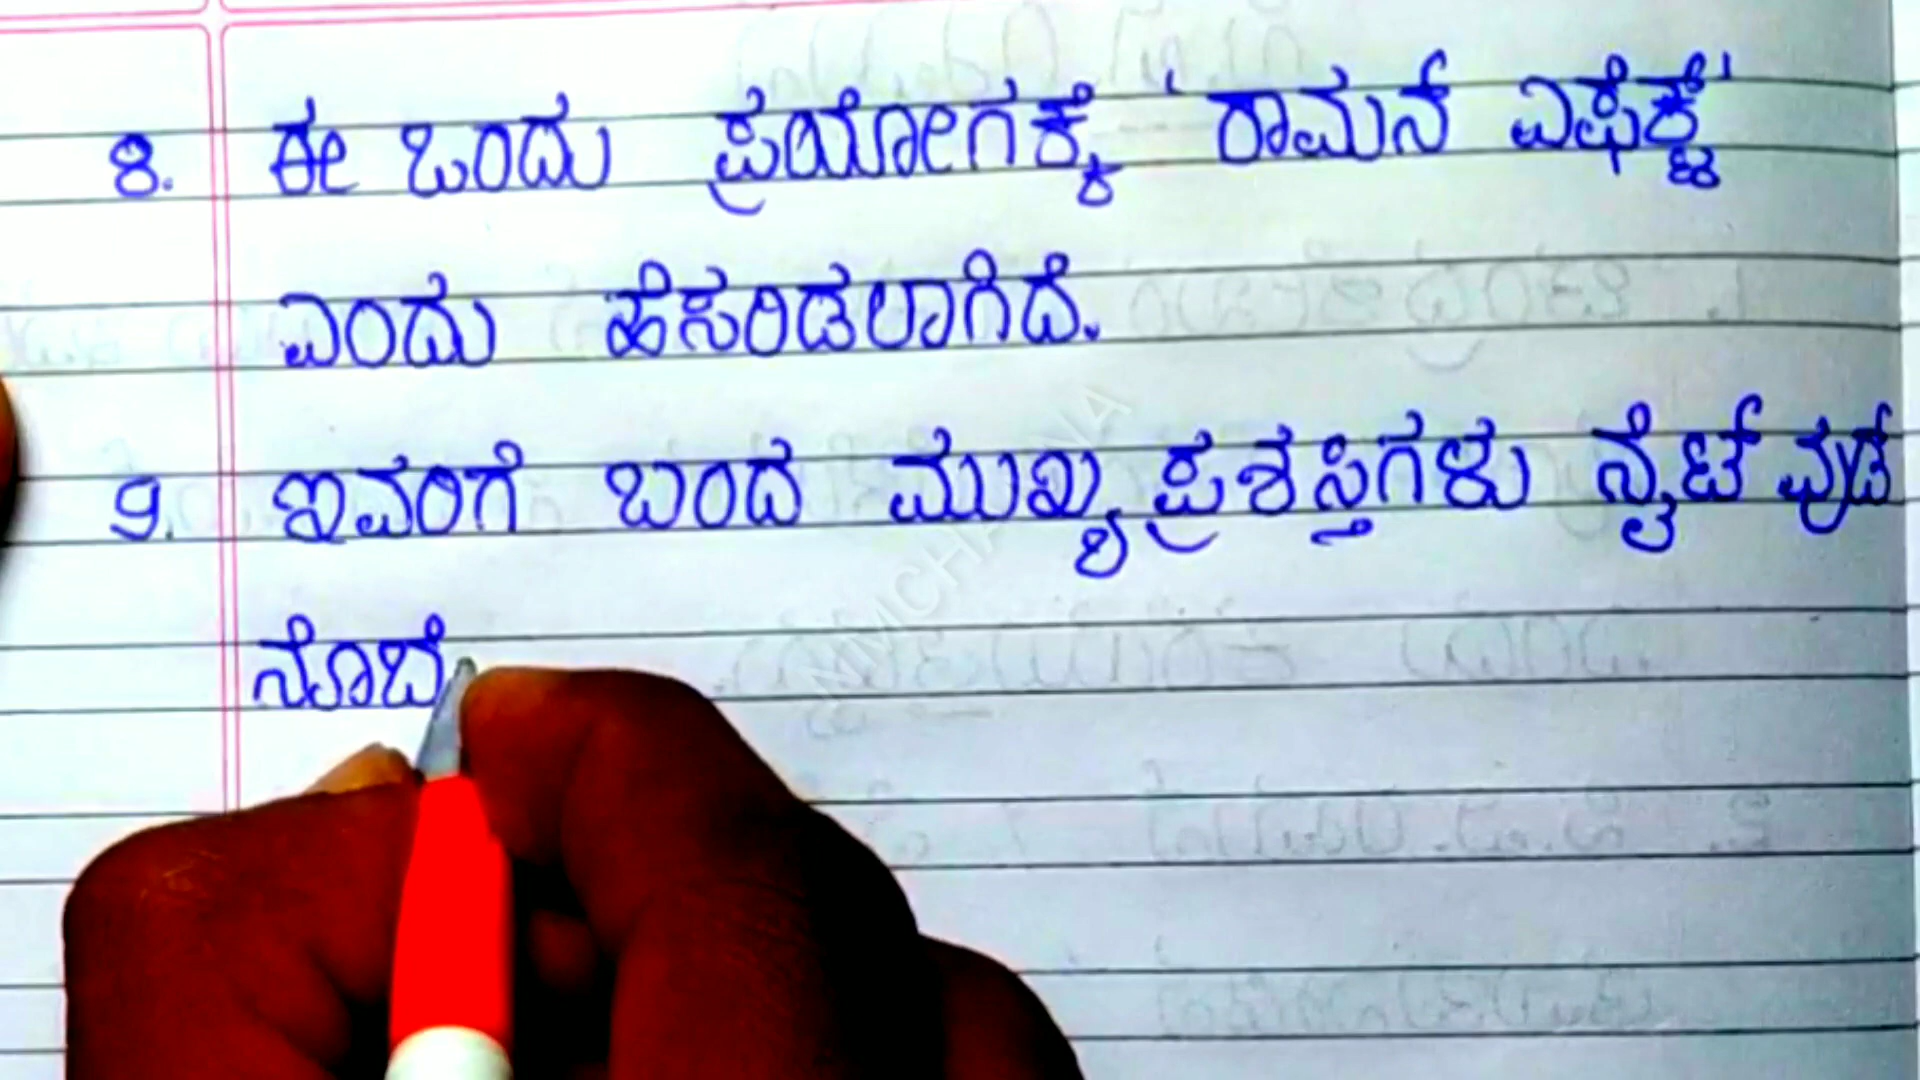 8. ಈ ಒಂದು ಪ್ರಯೋಗಕ್ಕೆ 'ರಾಮನ್ ಎಫೆಕ್ಟ್'
ಎಂದು ಹೆಸರಿಡಲಾಗಿದೆ.
9. ಇವರಿಗೆ ಬಂದ ಮುಖ್ಯ ಪ್ರಶಸ್ತಿಗಳು ನೈಟ್ ವುಡ್
ನೊಬೆ